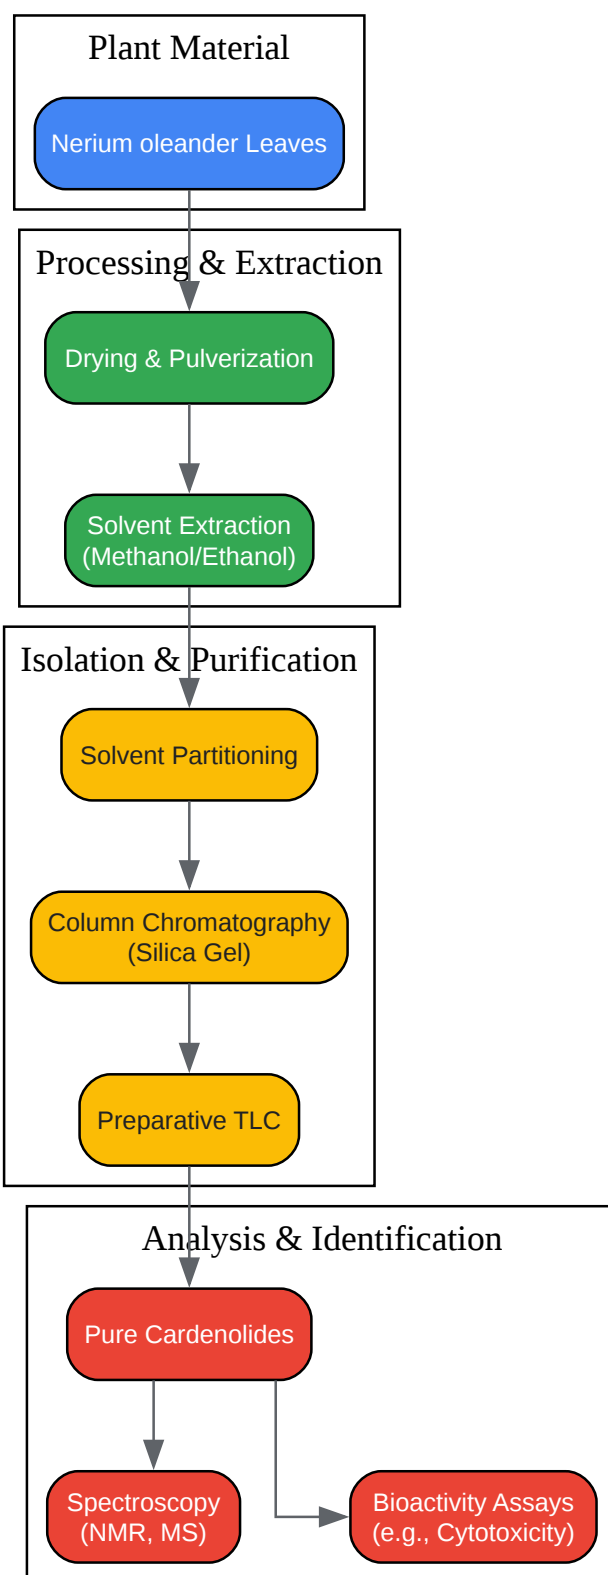 Plant Material
Nerium oleander Leaves
Processing & Extraction
Drying & Pulverization
Solvent Extraction
(Methanol/Ethanol)
Isolation & Purification
Solvent Partitioning
Column Chromatography
(Silica Gel)
Preparative TLC
Analysis & Identification
Pure Cardenolides
Spectroscopy
(NMR, MS)
Bioactivity Assays
(e.g., Cytotoxicity)